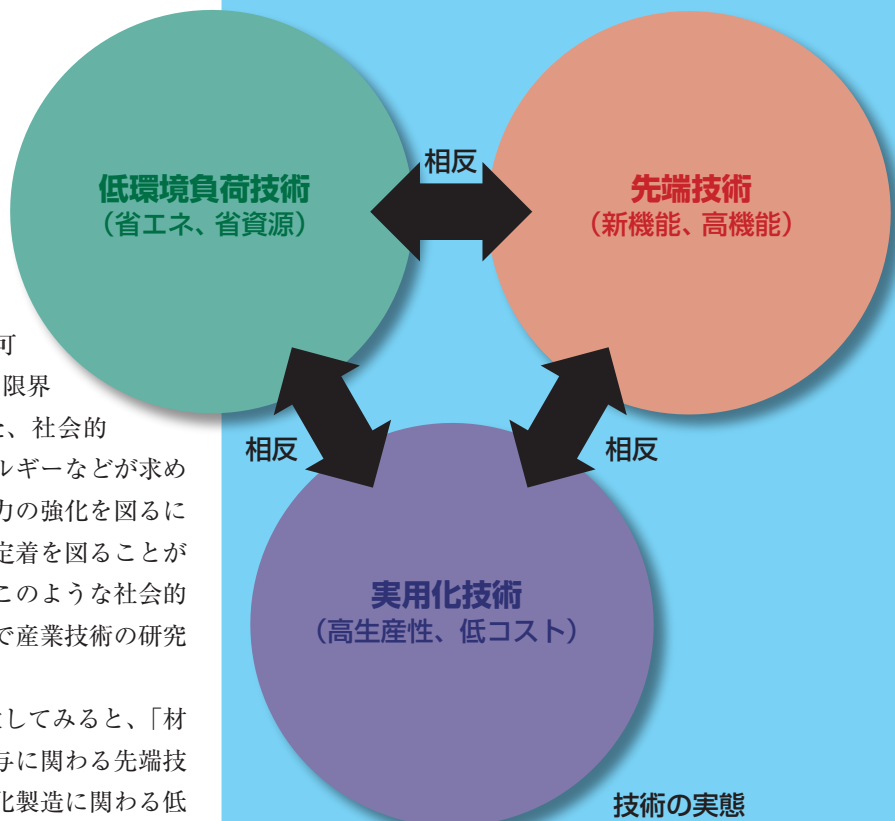 相反
低環境負荷技術
（省エネ、省資源）
先端技術
（新機能、高機能）
相反
相反
実用化技術
（高生産性、低コスト）
技術の実態
可
限界
、社会的
ルギーなどが求め
力の強化を図るに
定着を図ることが
このような社会的
で産業技術の研究
してみると、「材
与に関わる先端技
化製造に関わる低